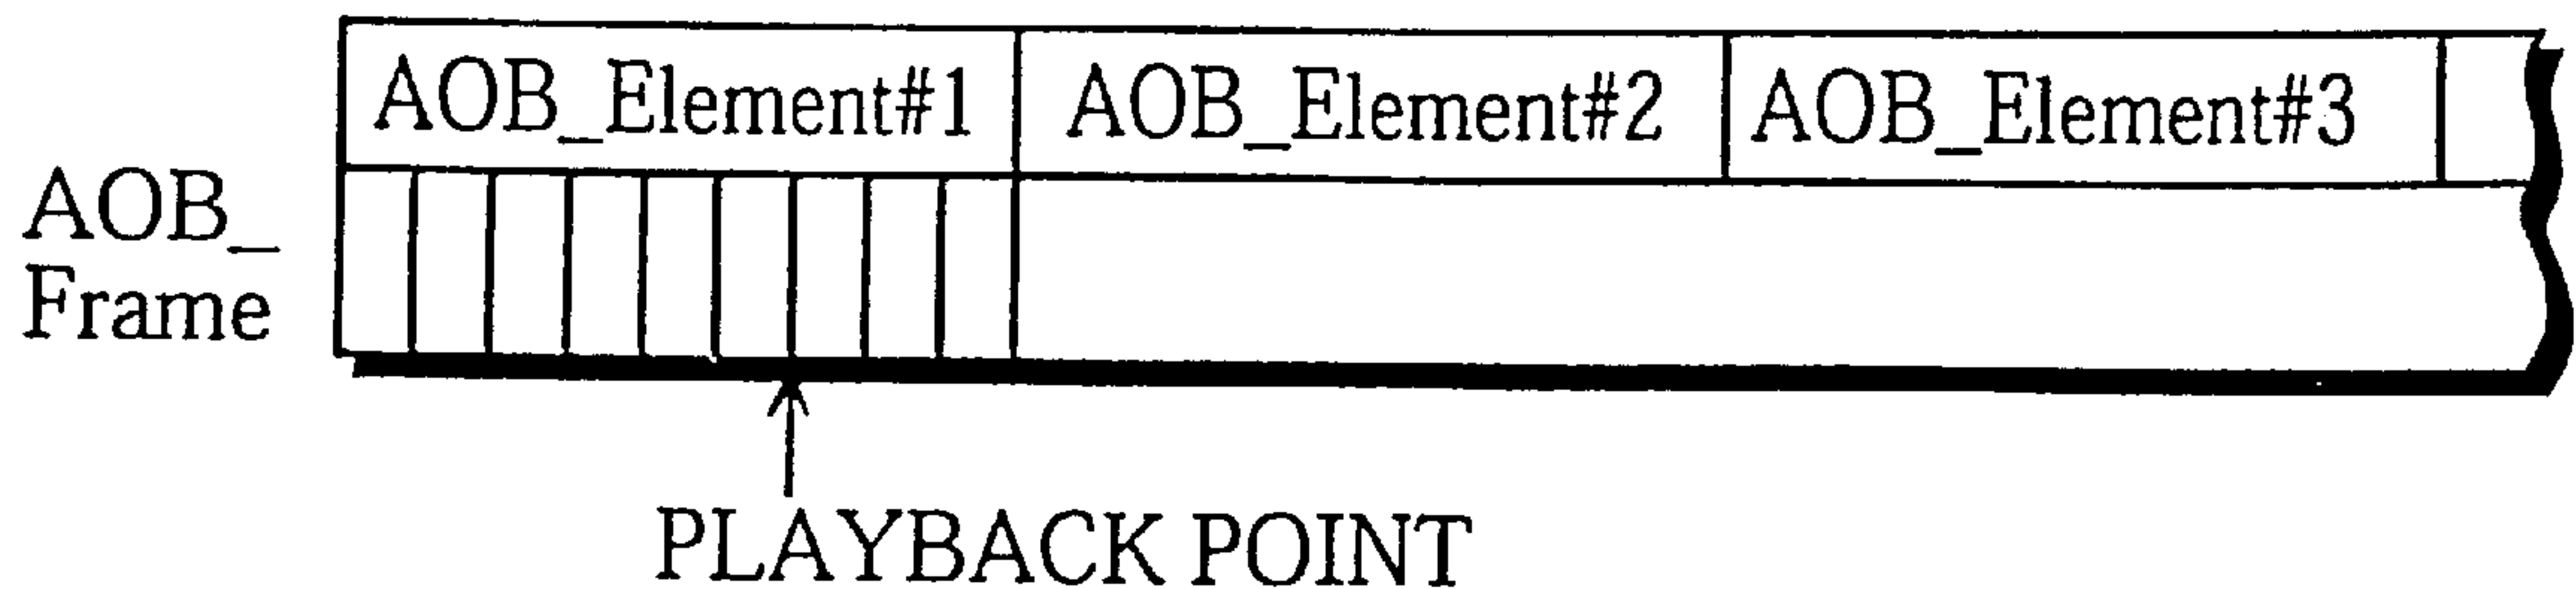 AOB_Element#1 AOB_Element#2 AOB_Element#3
AOB_
Frame
PLAYBACK POINT